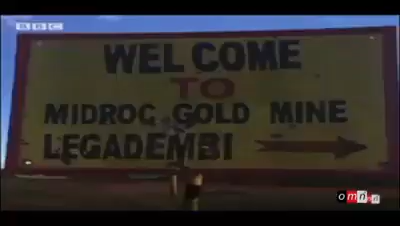 BBC
WEL COME
TO
MIDROC GOLD MINE
LEGADEMBI
omn